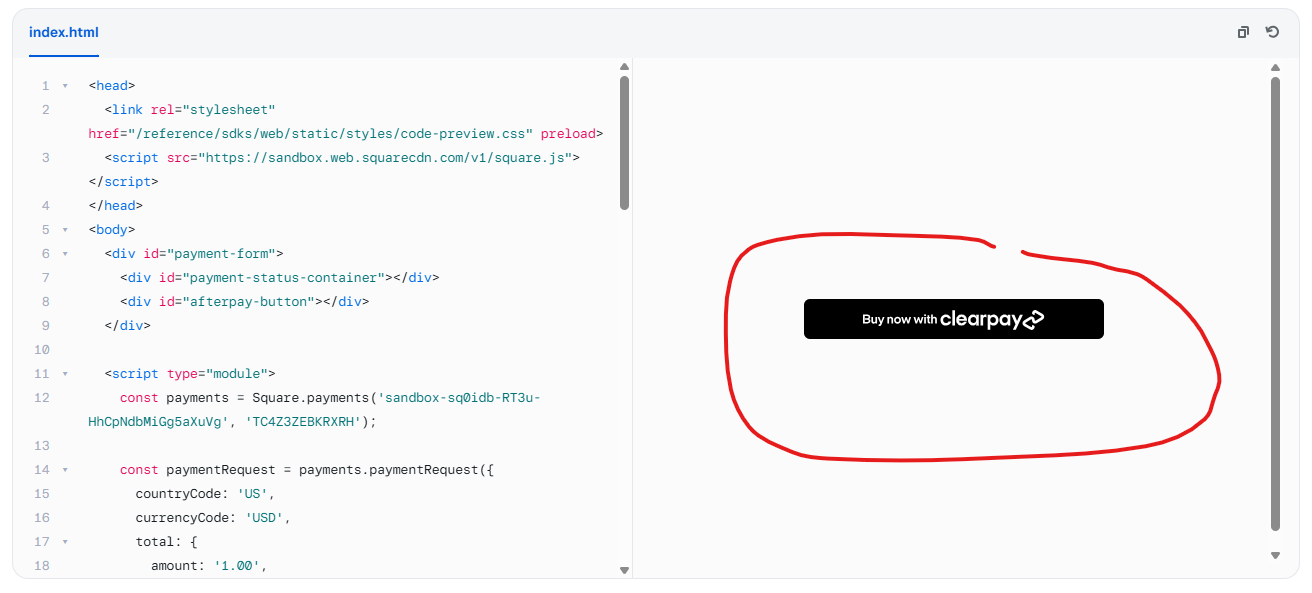 index.html
1 <head>
2 <link rel="stylesheet"
href="/reference/sdks/web/static/styles/code-preview.css" preload>
3 <script src="https://sandbox.web.squarecdn.com/v1/square.js">
</script>
4 </head>
5 <body>
6 <div id="payment-form">
7 <div id="payment-status-container"></div>
8 <div id="afterpay-button"></div>
9 </div>
10
11 <script type="module">
12 const payments = Square.payments('sandbox-sq0idb-RT3u-
HhCpNdbMiGg5aXuVg', 'TC4Z3ZEBKRXRH');
13
14 const paymentRequest = payments.paymentRequest({
15 countryCode: 'US',
16 currencyCode: 'USD',
17 total: {
18 amount: '1.00',
Buy now with clearpay